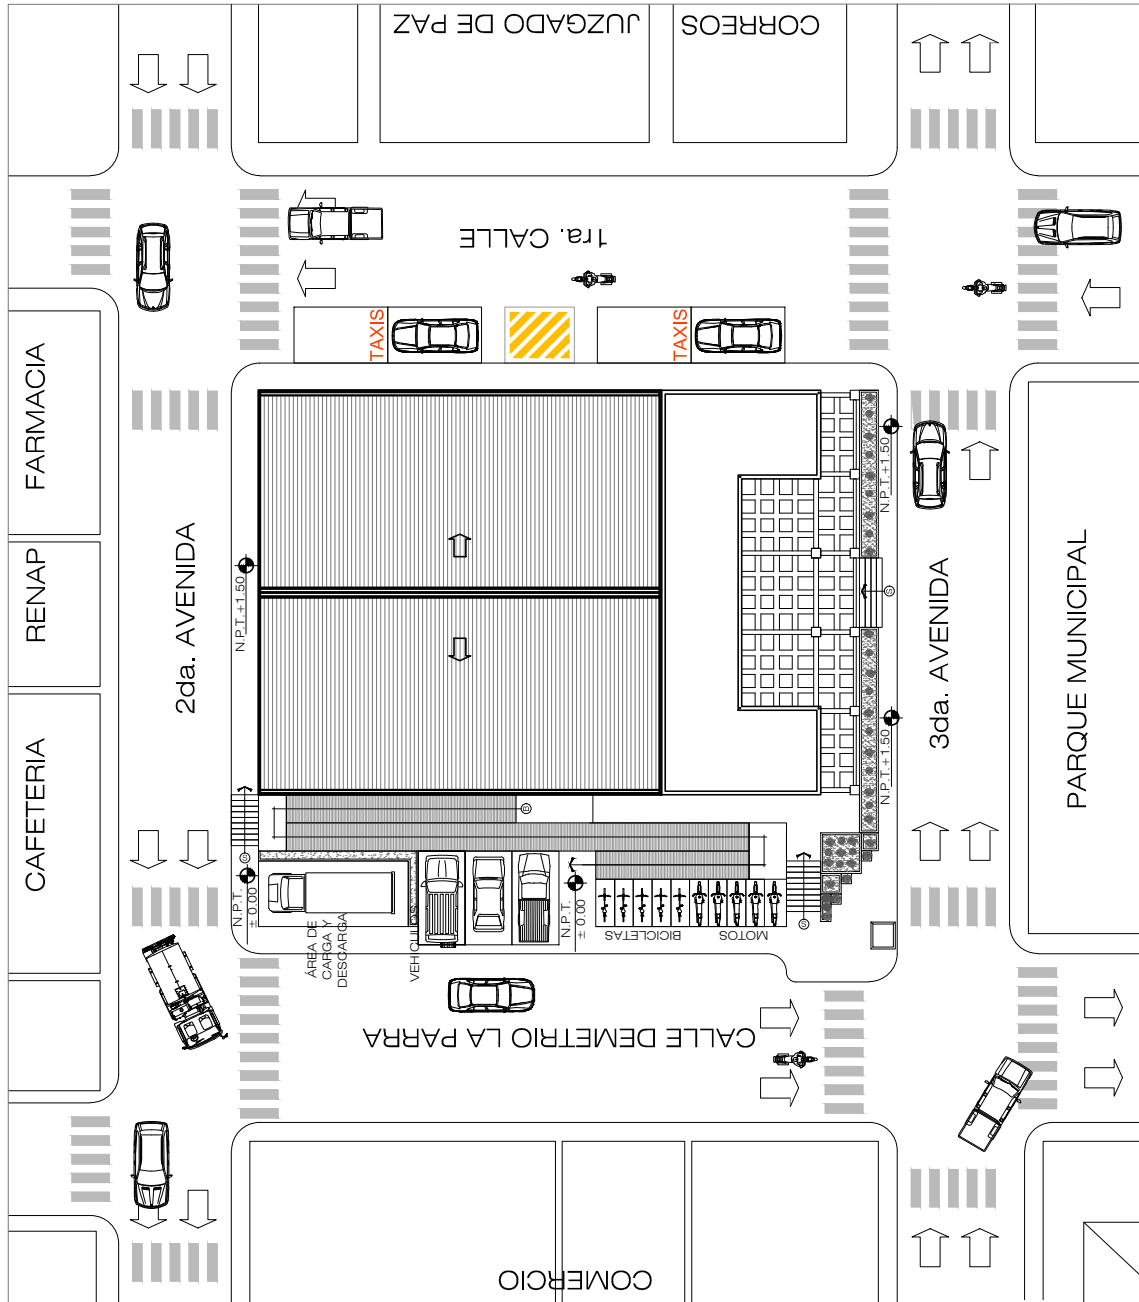 JUZGADO DE PAZ
CORREOS
1ra. CALLE
TAXIS
TAXIS
FARMACIA
RENAP
CAFETERIA
2da. AVENIDA
N.P.T.+1.50
N.P.T.+1.50
N.P.T.+1.50
3da. AVENIDA
PARQUE MUNICIPAL
S
B
S
S
N.P.T.
± 0.00
N.P.T.
± 0.00
ÁREA DE
CARGA Y
DESCARGA
VEHICULOS
BICICLETAS
MOTOS
CALLE DEMETRIO LA PARRA
COMERCIO